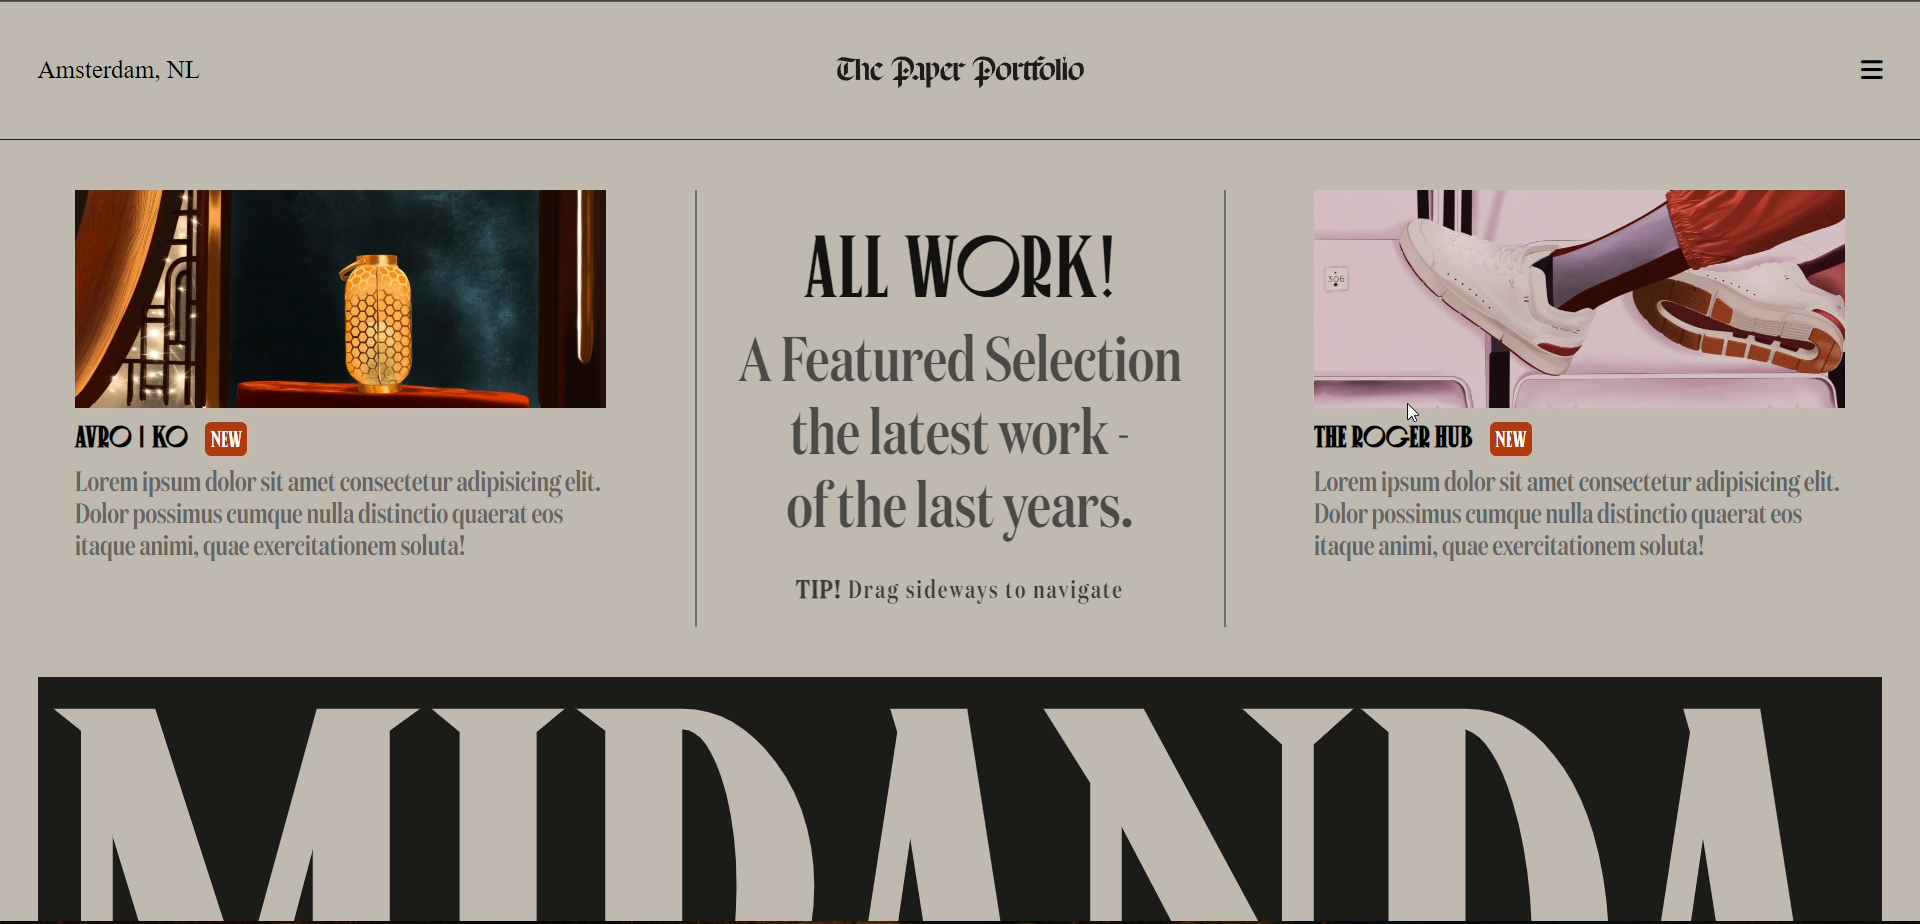 Amsterdam, NL
The Paper Portfolio
AVRO | KO NEW
Lorem ipsum dolor sit amet consectetur adipisicing elit.
Dolor possimus cumque nulla distinctio quaerat eos
itaque animi, quae exercitationem soluta!
ALL WORK!
A Featured Selection
the latest work -
of the last years.
TIP! Drag sideways to navigate
306
THE ROGER HUB NEW
Lorem ipsum dolor sit amet consectetur adipisicing elit.
Dolor possimus cumque nulla distinctio quaerat eos
itaque animi, quae exercitationem soluta!
MIRANDA